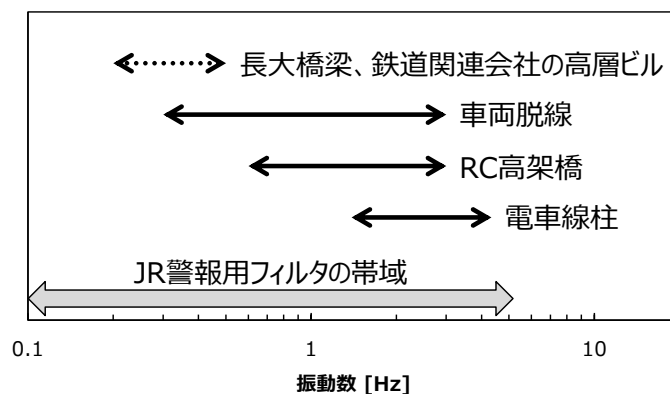 長大橋梁、鉄道関連会社の高層ビル
車両脱線
RC高架橋
電車線柱
JR警報用フィルタの帯域
0.1
1
10
振動数 [Hz]